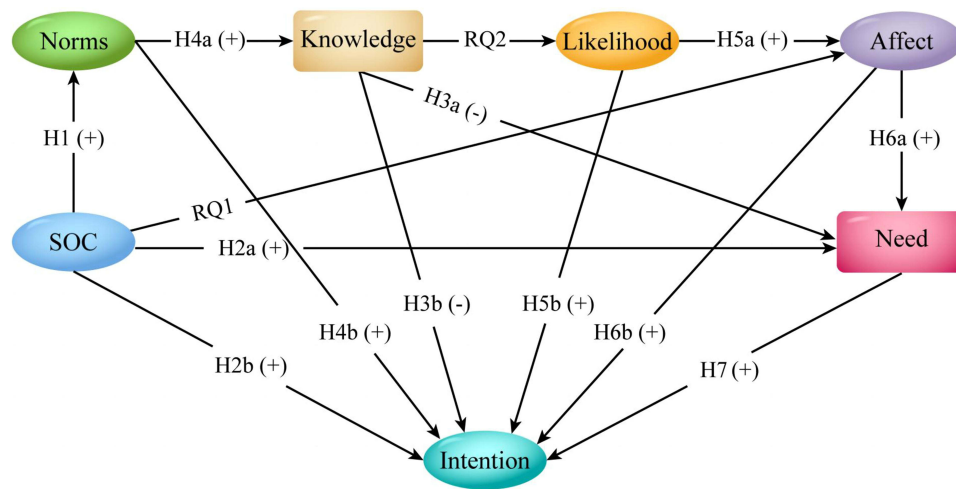 Norms
H4a (+)
Knowledge
RQ2
Likelihood
H5a (+)
Affect
H3a (-)
H1 (+)
H6a (+)
RQ1
SOC
H2a (+)
Need
H3b (-)
H5b (+)
H4b (+)
H6b (+)
H2b (+)
H7 (+)
Intention